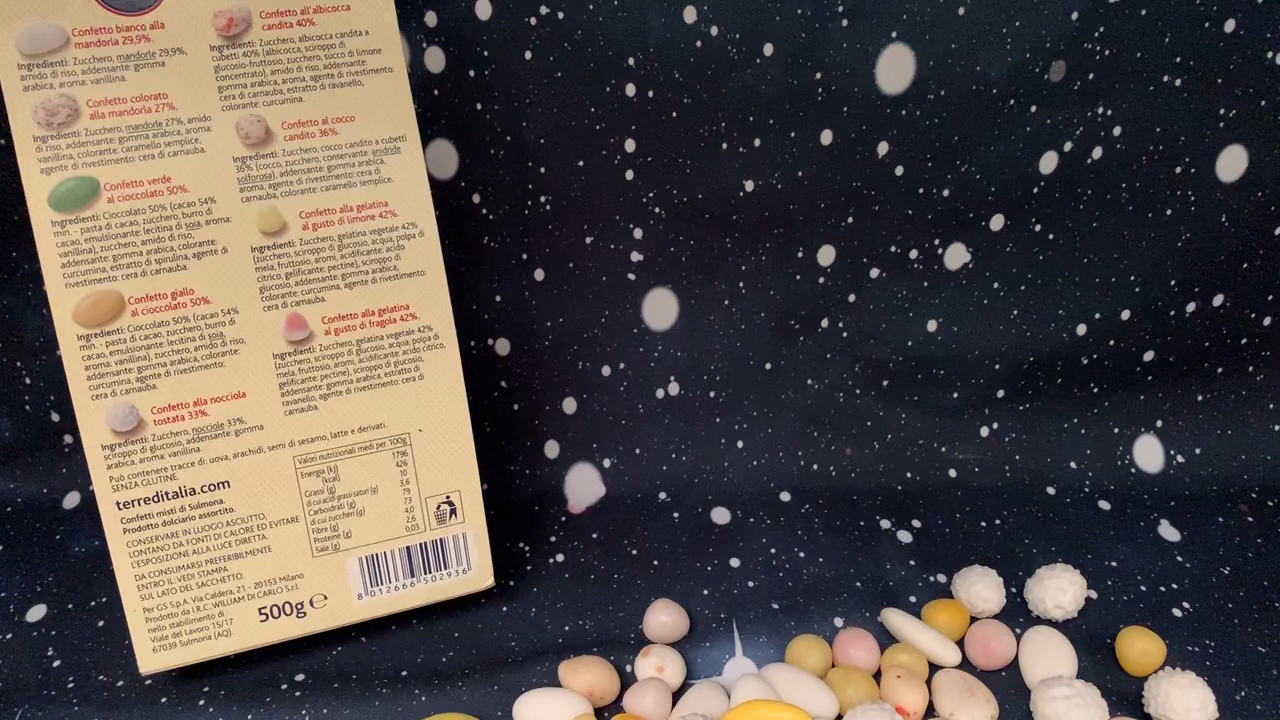 Confetto bianco alla
mandorla 29,9%.
Ingredienti: Zucchero, mandorle 29,9%,
amido di riso, addensante: gomma
arabica, aroma: vanillina.
Confetto colorato
alla mandorla 27%.
Ingredienti: Zucchero, mandorle 27%, amido
di riso, addensante: gomma arabica, aroma:
vanillina, colorante: caramello semplice,
agente di rivestimento: cera di carnauba.
Confetto verde
al cioccolato 50%.
Ingredienti: Cioccolato 50% (cacao 54%
min. - pasta di cacao, zucchero, burro di
cacao, emulsionante: lecitina di soia, aroma:
vanillina), zucchero, amido di riso,
addensante: gomma arabica, colorante:
curcumina, estratto di spirulina, agente di
rivestimento: cera di carnauba.
Confetto giallo
al cioccolato 50%.
Ingredienti: Cioccolato 50% (cacao 54%
min. - pasta di cacao, zucchero, burro di
cacao, emulsionante: lecitina di soia,
aroma: vanillina), zucchero, amido di riso,
addensante: gomma arabica, colorante:
curcumina, agente di rivestimento:
cera di carnauba.
Confetto alla nocciola
tostata 33%.
Ingredienti: Zucchero, nocciole 33%,
sciroppo di glucosio, addensante: gomma
arabica, aroma: vanillina.
Confetto all'albicocca
candita 40%.
Ingredienti: Zucchero, albicocca candita a
cubetti 40% (albicocca, sciroppo di
glucosio-fruttosio, zucchero, succo di limone
concentrato), amido di riso, addensante:
gomma arabica, aroma, agente di rivestimento:
cera di carnauba, estratto di ravanello,
colorante: curcumina.
Confetto al cocco
candito 36%.
Ingredienti: Zucchero, cocco candito a cubetti
36% (cocco, zucchero, conservante: anidride
solforosa), addensante: gomma arabica,
aroma, agente di rivestimento: cera di
carnauba, colorante: caramello semplice.
Confetto alla gelatina
al gusto di limone 42%.
Ingredienti: Zucchero, gelatina vegetale 42%
(zucchero, sciroppo di glucosio, acqua, polpa di
mela, fruttosio, aromi, acidificante: acido
citrico, gelificante: pectine), sciroppo di
glucosio, addensante: gomma arabica,
colorante: curcumina, agente di rivestimento:
cera di carnauba.
Confetto alla gelatina
al gusto di fragola 42%.
Ingredienti: Zucchero, gelatina vegetale 42%
(zucchero, sciroppo di glucosio, acqua, polpa di
mela, fruttosio, aromi, acidificante: acido citrico,
gelificante: pectine), sciroppo di glucosio,
addensante: gomma arabica, estratto di
ravanello, agente di rivestimento: cera di
carnauba.
Può contenere tracce di: uova, arachidi, semi di sesamo, latte e derivati.
SENZA GLUTINE.
terreditalia.com
Confetti misti di Sulmona.
Prodotto dolciario assortito.
CONSERVARE IN LUOGO ASCIUTTO,
LONTANO DA FONTI DI CALORE ED EVITARE
L'ESPOSIZIONE ALLA LUCE DIRETTA.
DA CONSUMARSI PREFERIBILMENTE
ENTRO IL: VEDI STAMPA
SUL LATO DEL SACCHETTO.
Per GS S.p.A. Via Caldera, 21 - 20153 Milano
Prodotto da I.R.C. WILLIAM DI CARLO S.r.l.
nello stabilimento di
Viale del Lavoro 15/17
67039 Sulmona (AQ).
500g e
Valori nutrizionali medi per 100g
Energia (kJ) 1796
(kcal) 426
Grassi (g) 10
di cui acidi grassi saturi (g) 3,6
Carboidrati (g) 79
di cui zuccheri (g) 73
Fibre (g) 4,0
Proteine (g) 2,6
Sale (g) 0,03
8 012666 502936